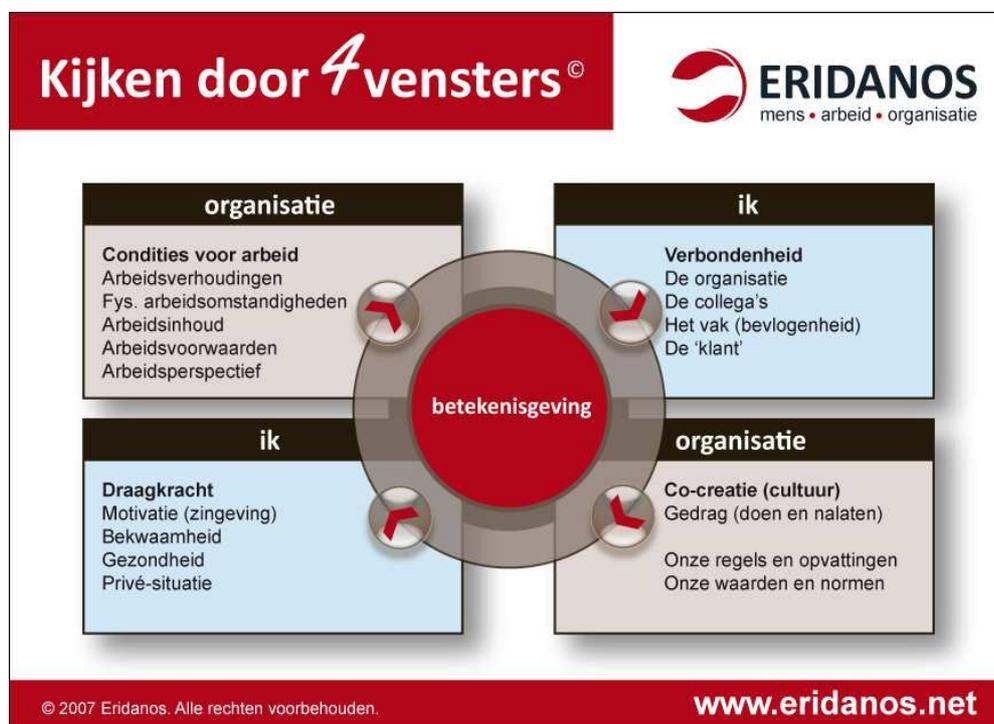 Kijken door 4 vensters©
ERIDANOS
mens • arbeid • organisatie
organisatie
Condities voor arbeid
Arbeidsverhoudingen
Fys. arbeidsomstandigheden
Arbeidsinhoud
Arbeidsvoorwaarden
Arbeidsperspectief
ik
Verbondenheid
De organisatie
De collega's
Het vak (bevlogenheid)
De ‘klant’
betekenisgeving
ik
Draagkracht
Motivatie (zingeving)
Bekwaamheid
Gezondheid
Privé-situatie
organisatie
Co-creatie (cultuur)
Gedrag (doen en nalaten)
Onze regels en opvattingen
Onze waarden en normen
© 2007 Eridanos. Alle rechten voorbehouden.
www.eridanos.net